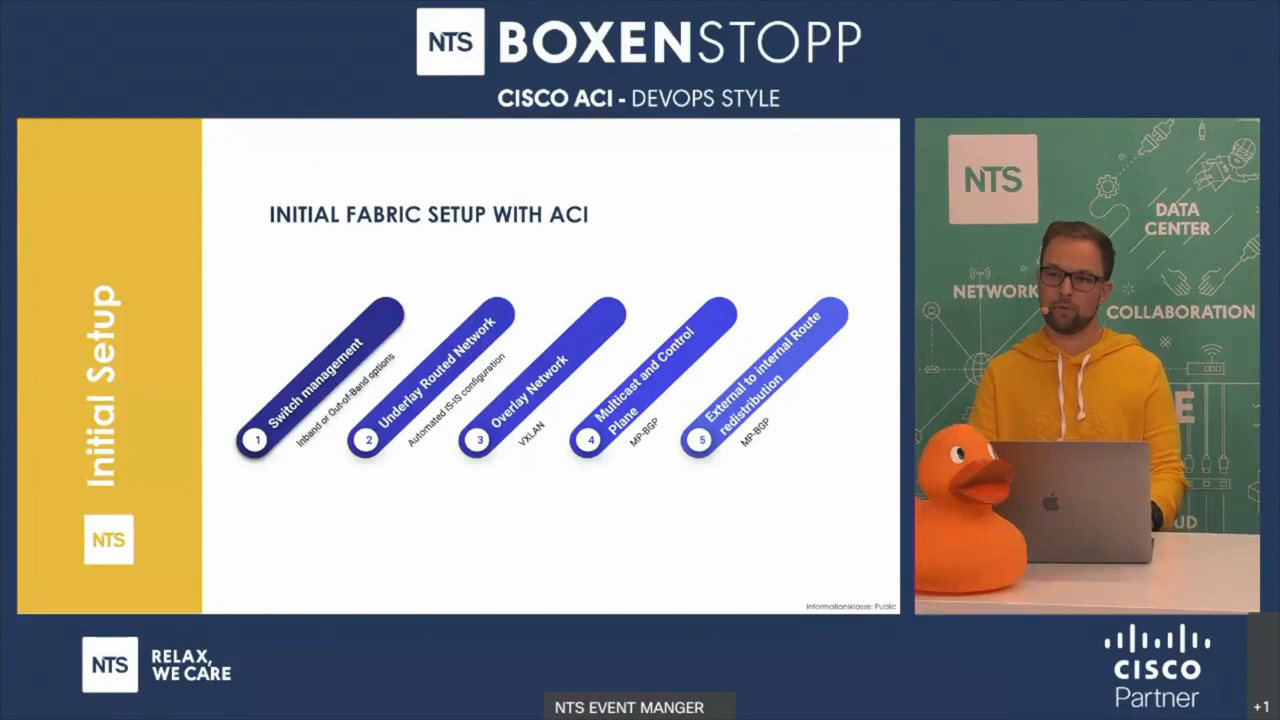 NTS BOXENSTOPP
CISCO ACI - DEVOPS STYLE
Initial Setup
NTS
INITIAL FABRIC SETUP WITH ACI
1 Switch management
Inband or Out-of-Band options
2 Underlay Routed Network
Automated IS-IS configuration
3 Overlay Network
VXLAN
4 Multicast and Control
Plane
MP-BGP
5 External to internal Route
redistribution
MP-BGP
Informationsklasse: Public
NTS
DATA
CENTER
NETWORK
COLLABORATION
NTS RELAX,
WE CARE
CISCO
Partner
NTS EVENT MANGER
+1